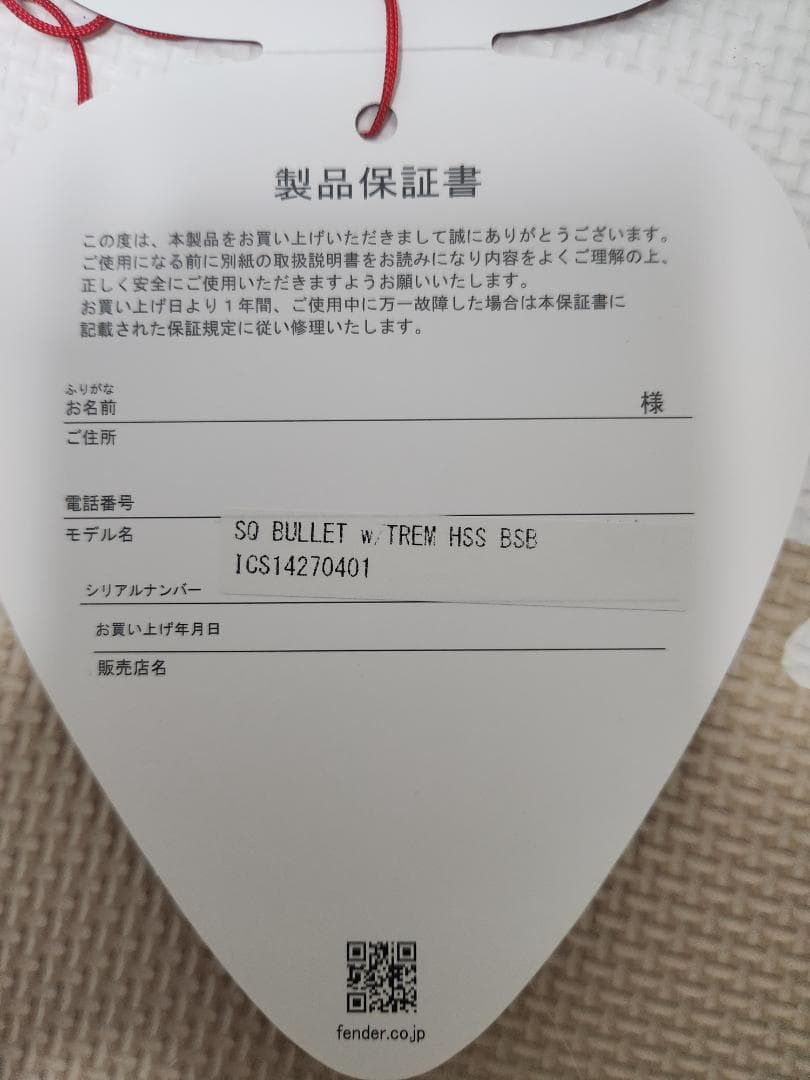 製品保証書
この度は、本製品をお買い上げいただきまして誠にありがとうございます。
ご使用になる前に別紙の取扱説明書をお読みになり内容をよくご理解の上、
正しく安全にご使用いただきますようお願いいたします。
お買い上げ日より1年間、ご使用中に万一故障した場合は本保証書に
記載された保証規定に従い修理いたします。
ふりがな
お名前 様
ご住所
電話番号
モデル名 SQ BULLET w/TREM HSS BSB
ICS14270401
シリアルナンバー
お買い上げ年月日
販売店名
fender.co.jp